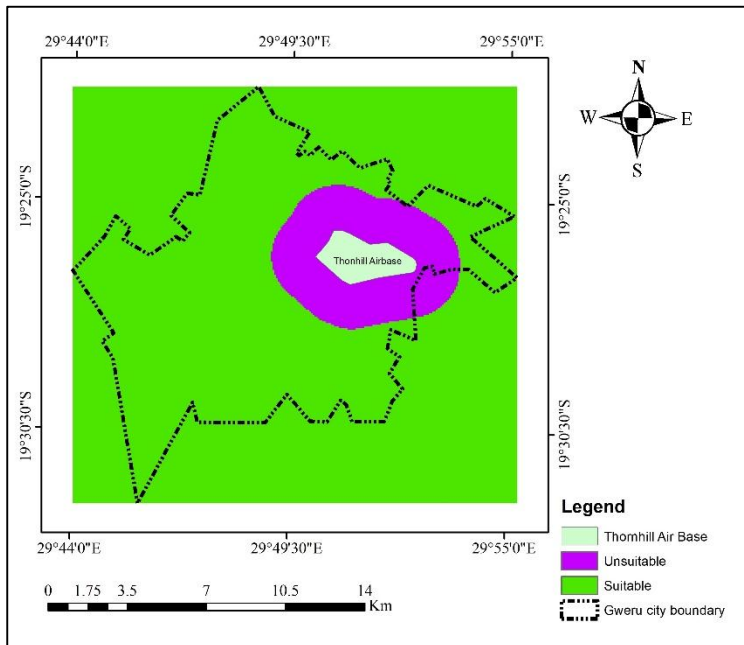 29°44'0"E 29°49'30"E 29°55'0"E
N
W E
S
19°25'0"S 19°25'0"S
Thonhill Airbase
19°30'30"S 19°30'30"S
29°44'0"E 29°49'30"E 29°55'0"E
Legend
Thornhill Air Base
Unsuitable
Suitable
Gweru city boundary
0 1.75 3.5 7 10.5 14
Km